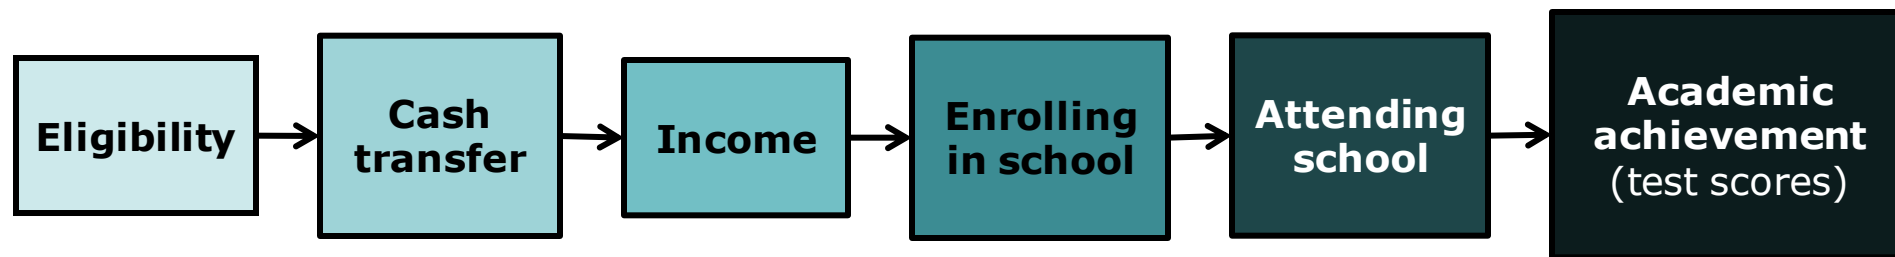 Eligibility
Cash
transfer
Income
Enrolling
in school
Attending
school
Academic
achievement
(test scores)